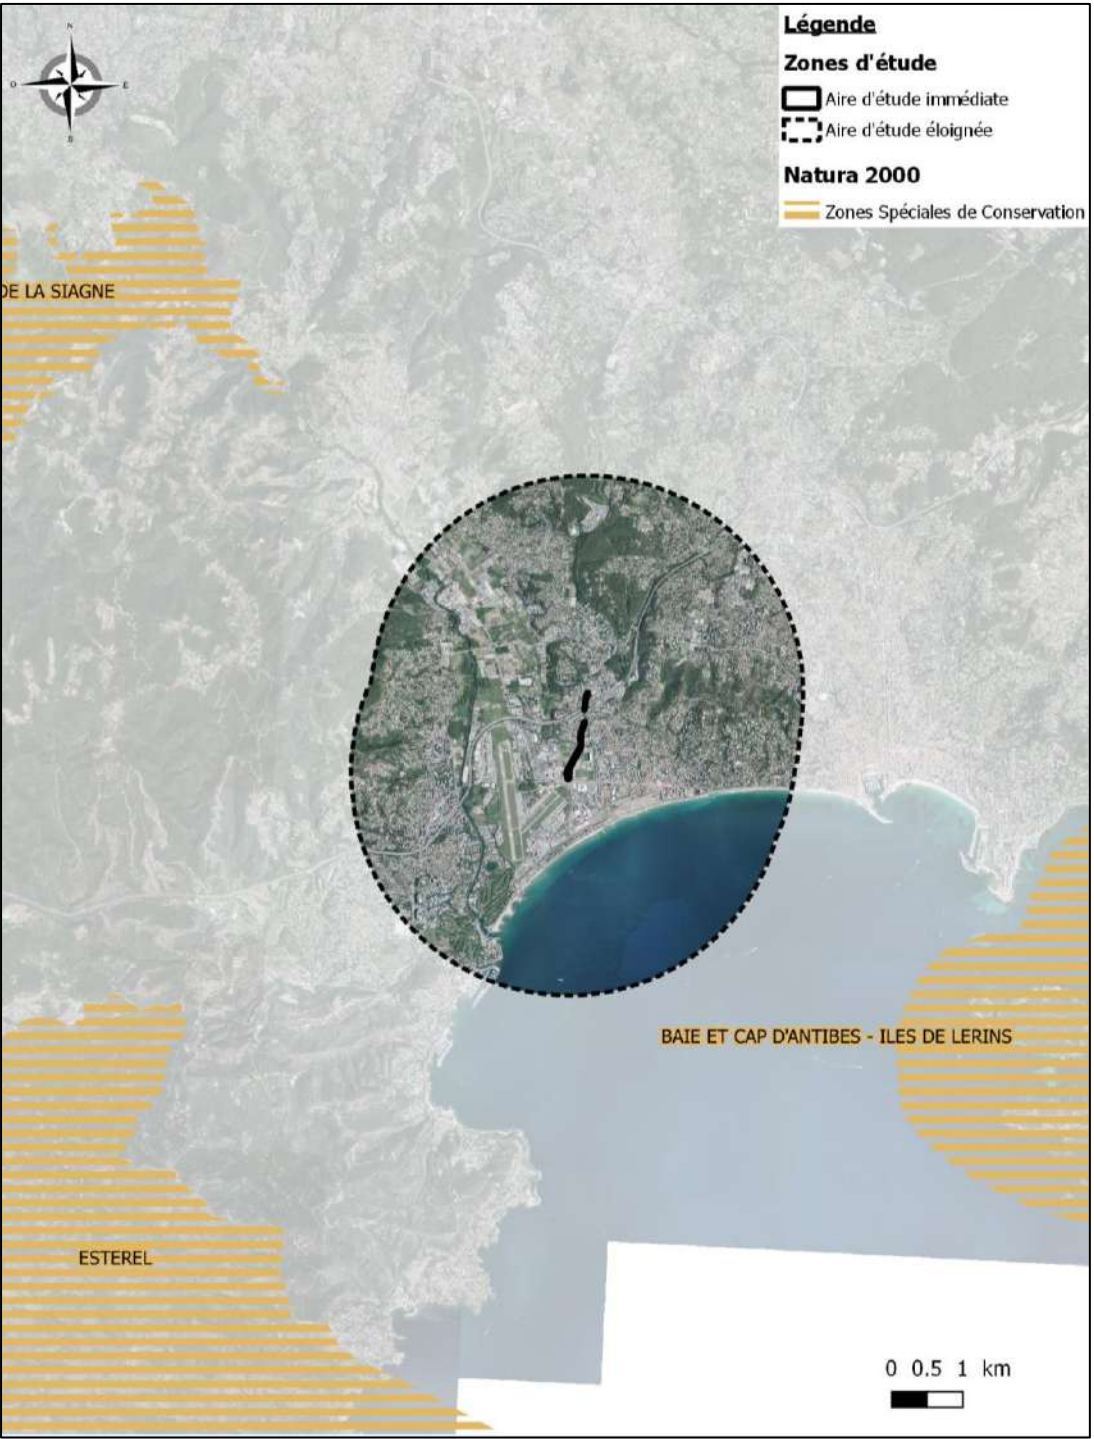 N
O
E
S
Légende
Zones d'étude
Aire d'étude immédiate
Aire d'étude éloignée
Natura 2000
Zones Spéciales de Conservation
DE LA SIAGNE
BAIE ET CAP D'ANTIBES - ILES DE LERINS
ESTEREL
0 0.5 1 km